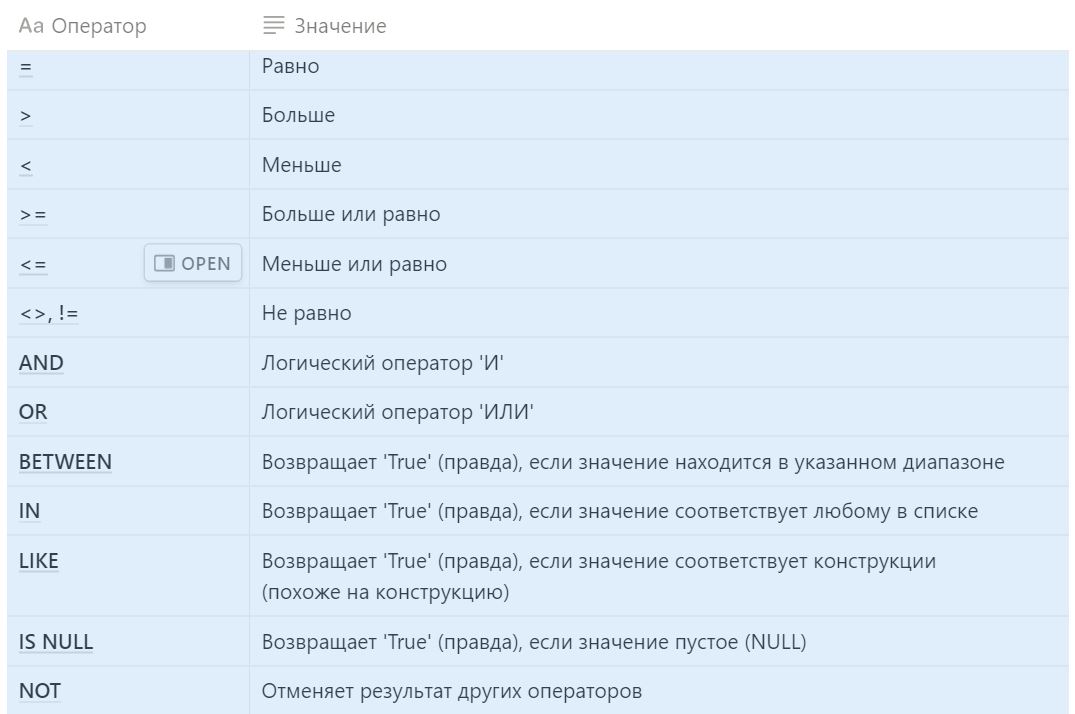 Aa Оператор Значение
= Равно
> Больше
< Меньше
>= Больше или равно
<= OPEN Меньше или равно
<>, != Не равно
AND Логический оператор 'И'
OR Логический оператор 'ИЛИ'
BETWEEN Возвращает 'True' (правда), если значение находится в указанном диапазоне
IN Возвращает 'True' (правда), если значение соответствует любому в списке
LIKE Возвращает 'True' (правда), если значение соответствует конструкции
(похоже на конструкцию)
IS NULL Возвращает 'True' (правда), если значение пустое (NULL)
NOT Отменяет результат других операторов